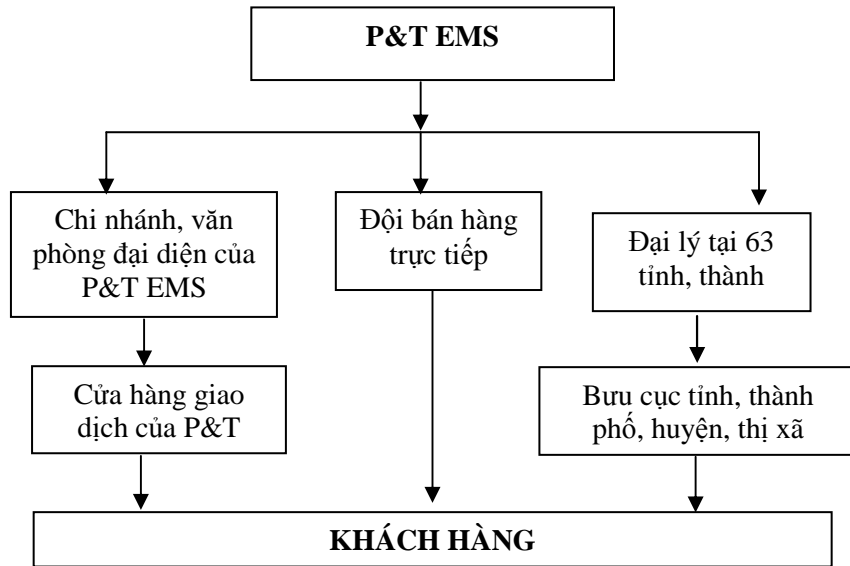 P&T EMS
Chi nhánh, văn
phòng đại diện của
P&T EMS
Đội bán hàng
trực tiếp
Đại lý tại 63
tỉnh, thành
Cửa hàng giao
dịch của P&T
Bưu cục tỉnh, thành
phố, huyện, thị xã
KHÁCH HÀNG